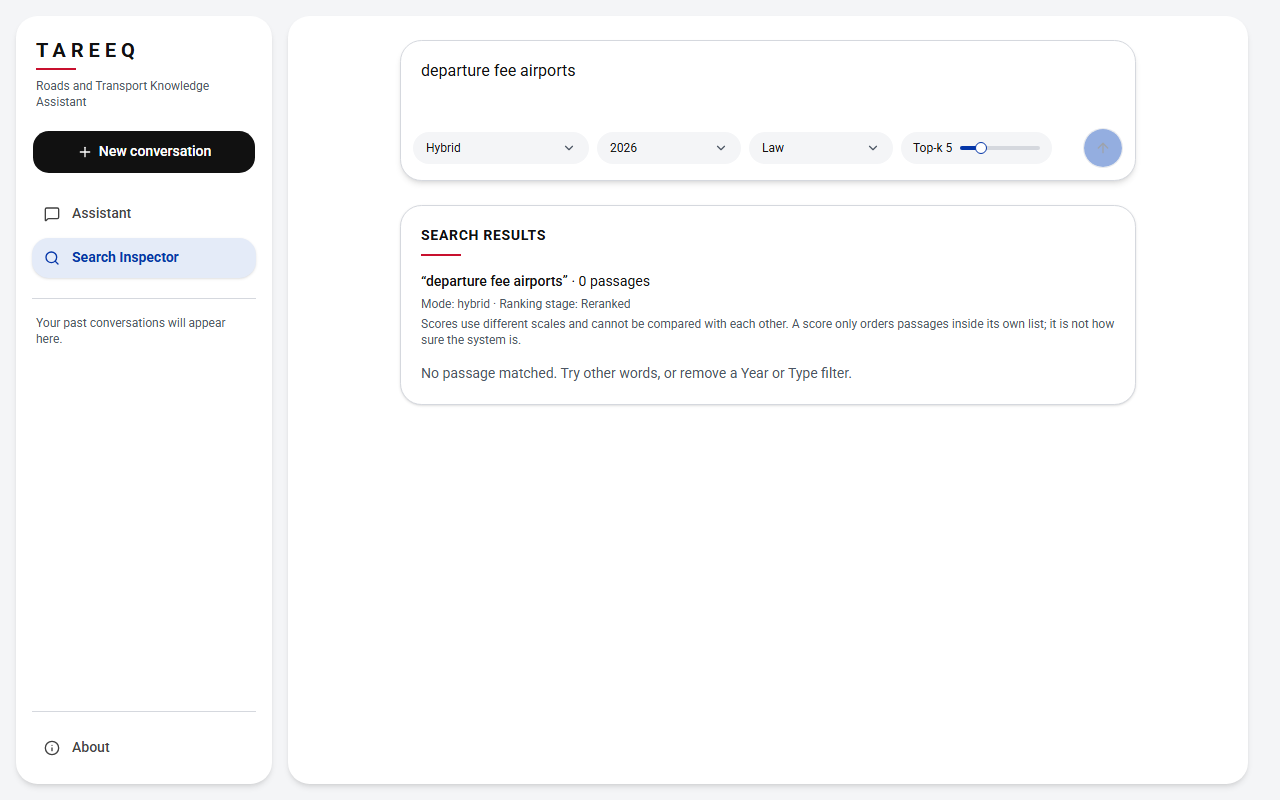 TAREEQ
Roads and Transport Knowledge
Assistant
New conversation
Assistant
Search Inspector
Your past conversations will appear
here.
About
departure fee airports
Hybrid
2026
Law
Top-k 5
SEARCH RESULTS
“departure fee airports” · 0 passages
Mode: hybrid · Ranking stage: Reranked
Scores use different scales and cannot be compared with each other. A score only orders passages inside its own list; it is not how
sure the system is.
No passage matched. Try other words, or remove a Year or Type filter.